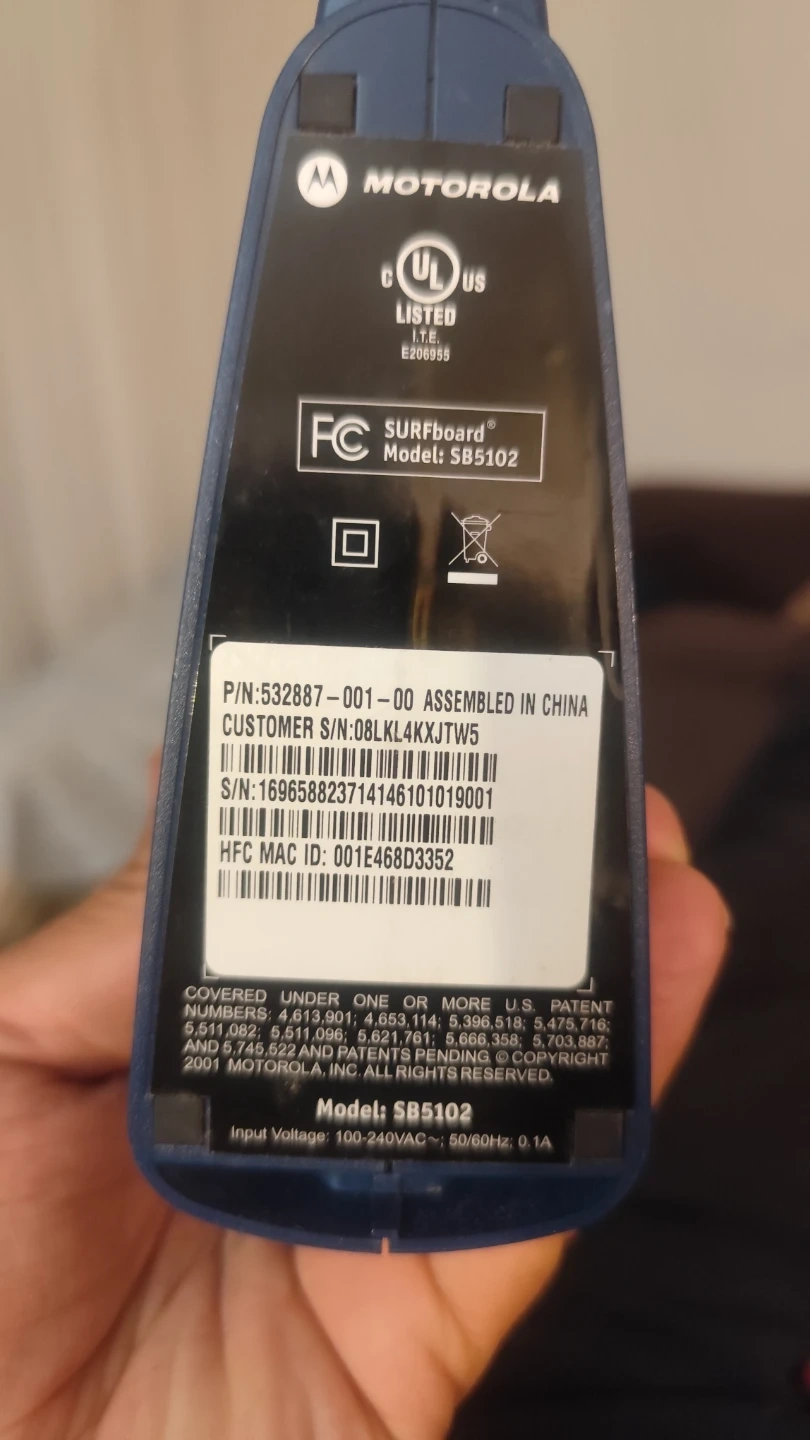 MOTOROLA
C UL US
LISTED
I.T.E.
E206955
FC SURFboard®
Model: SB5102
P/N:532887-001-00 ASSEMBLED IN CHINA
CUSTOMER S/N:08LKL4KXJTW5
S/N:169658823714146101019001
HFC MAC ID: 001E468D3352
COVERED UNDER ONE OR MORE U.S. PATENT
NUMBERS: 4,613,901; 4,653,114; 5,396,518; 5,475,716;
5,511,082; 5,511,096; 5,621,761; 5,666,358; 5,703,887;
AND 5,745,522 AND PATENTS PENDING. © COPYRIGHT
2001 MOTOROLA, INC. ALL RIGHTS RESERVED.
Model: SB5102
Input Voltage: 100-240VAC~; 50/60Hz; 0.1A